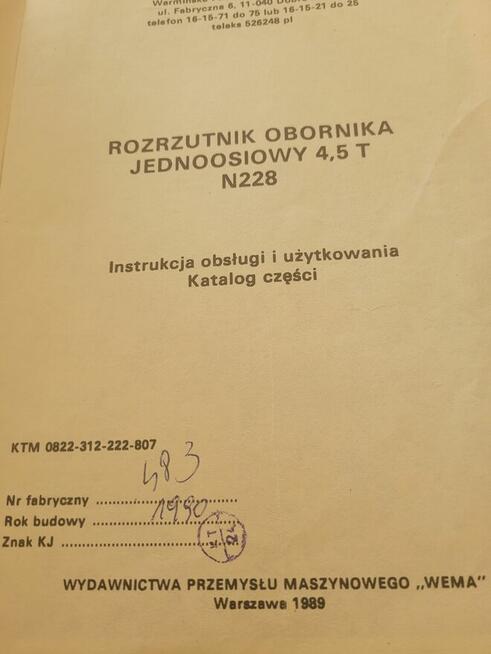 ul. Fabryczna 6, 11-040 Dobre
telefon 16-15-71 do 75 lub 16-15-21 do 25
teleks 526248 pl
ROZRZUTNIK OBORNIKA
JEDNOOSIOWY 4,5 T
N228
Instrukcja obsługi i użytkowania
Katalog części
KTM 0822-312-222-807
483
Nr fabryczny
Rok budowy 1990
Znak KJ KT
WYDAWNICTWA PRZEMYSŁU MASZYNOWEGO „WEMA"
Warszawa 1989